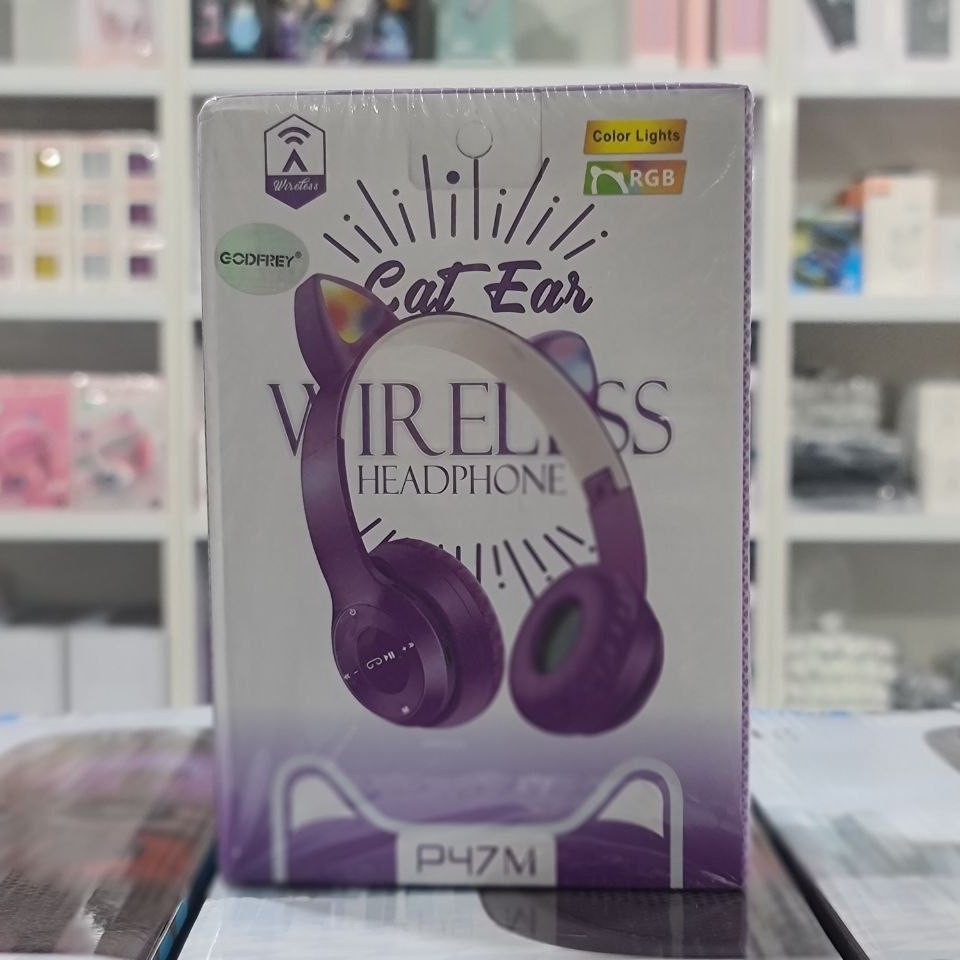 Wireless
Color Lights
RGB
GODFREY®
Cat Ear
WIRELESS
HEADPHONE
M
P47M